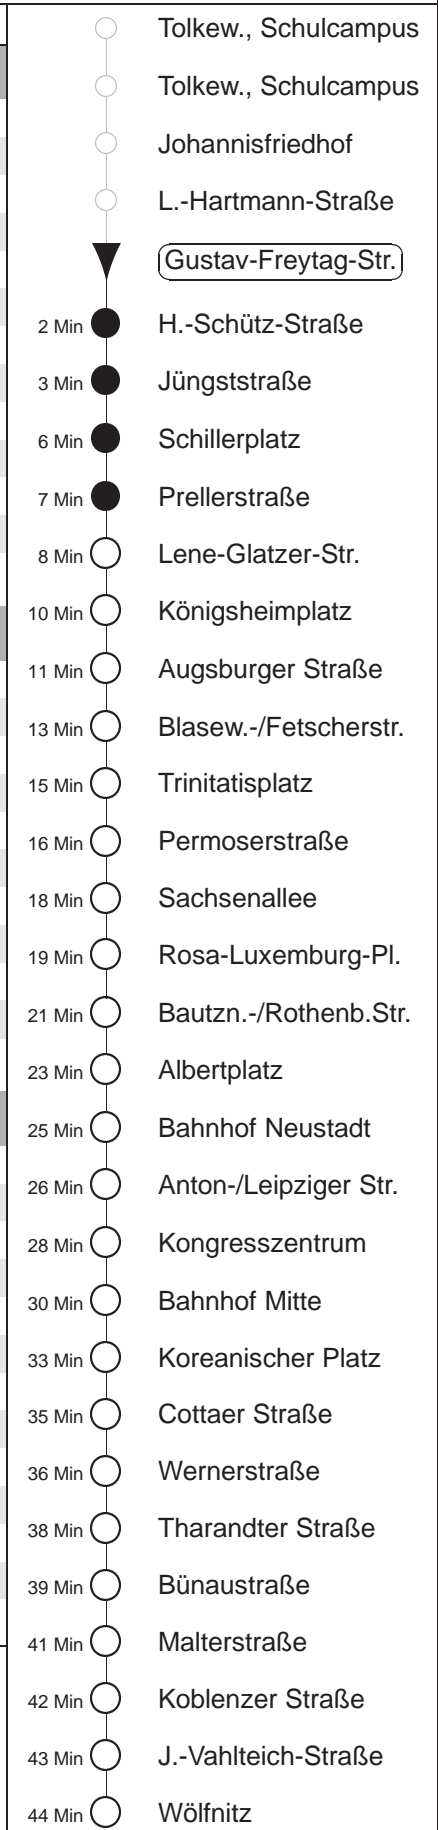 Tolkew., Schulcampus
Tolkew., Schulcampus
Johannisfriedhof
L.-Hartmann-Straße
Gustav-Freytag-Str.
2 Min H.-Schütz-Straße
3 Min Jüngststraße
6 Min Schillerplatz
7 Min Prellerstraße
8 Min Lene-Glatzer-Str.
10 Min Königsheimplatz
11 Min Augsburger Straße
13 Min Blasew.-/Fetscherstr.
15 Min Trinitatisplatz
16 Min Permoserstraße
18 Min Sachsenallee
19 Min Rosa-Luxemburg-Pl.
21 Min Bautzn.-/Rothenb.Str.
23 Min Albertplatz
25 Min Bahnhof Neustadt
26 Min Anton-/Leipziger Str.
28 Min Kongresszentrum
30 Min Bahnhof Mitte
33 Min Koreanischer Platz
35 Min Cottaer Straße
36 Min Wernerstraße
38 Min Tharandter Straße
39 Min Bünaustraße
41 Min Malterstraße
42 Min Koblenzer Straße
43 Min J.-Vahlteich-Straße
44 Min Wölfnitz